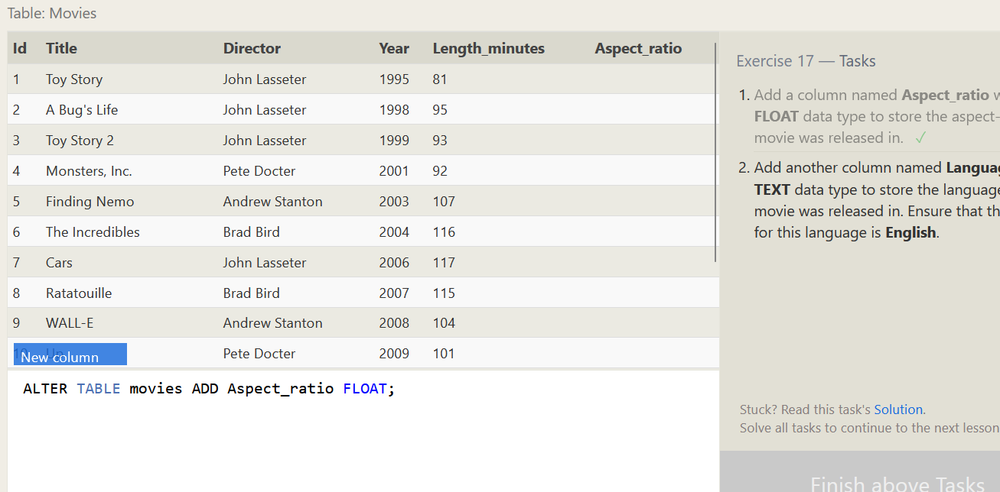 Table: Movies
Id Title Director Year Length_minutes Aspect_ratio
1 Toy Story John Lasseter 1995 81
2 A Bug's Life John Lasseter 1998 95
3 Toy Story 2 John Lasseter 1999 93
4 Monsters, Inc. Pete Docter 2001 92
5 Finding Nemo Andrew Stanton 2003 107
6 The Incredibles Brad Bird 2004 116
7 Cars John Lasseter 2006 117
8 Ratatouille Brad Bird 2007 115
9 WALL-E Andrew Stanton 2008 104
10 Up Pete Docter 2009 101
New column
ALTER TABLE movies ADD Aspect_ratio FLOAT;
Exercise 17 — Tasks
1. Add a column named Aspect_ratio w
FLOAT data type to store the aspect-
movie was released in. ✓
2. Add another column named Langua
TEXT data type to store the language
movie was released in. Ensure that th
for this language is English.
Stuck? Read this task's Solution.
Solve all tasks to continue to the next lesson
Finish above Tasks